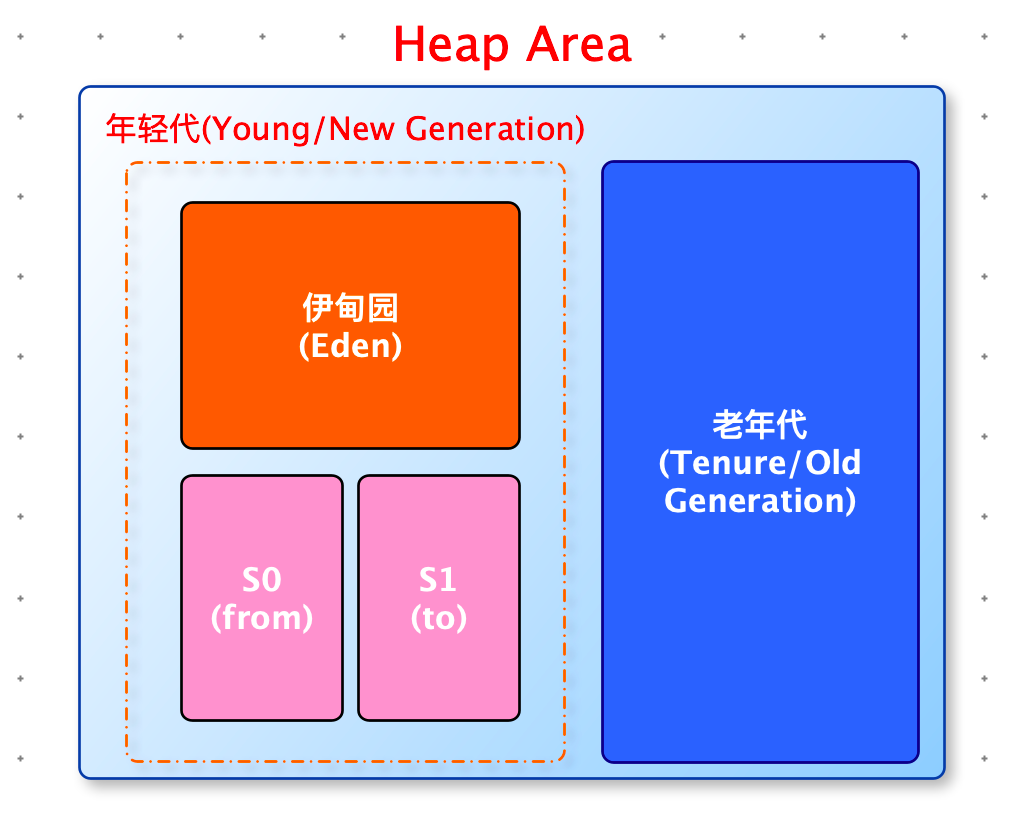 Heap Area
年轻代(Young/New Generation)
伊甸园
(Eden)
S0
(from)
S1
(to)
老年代
(Tenure/Old
Generation)